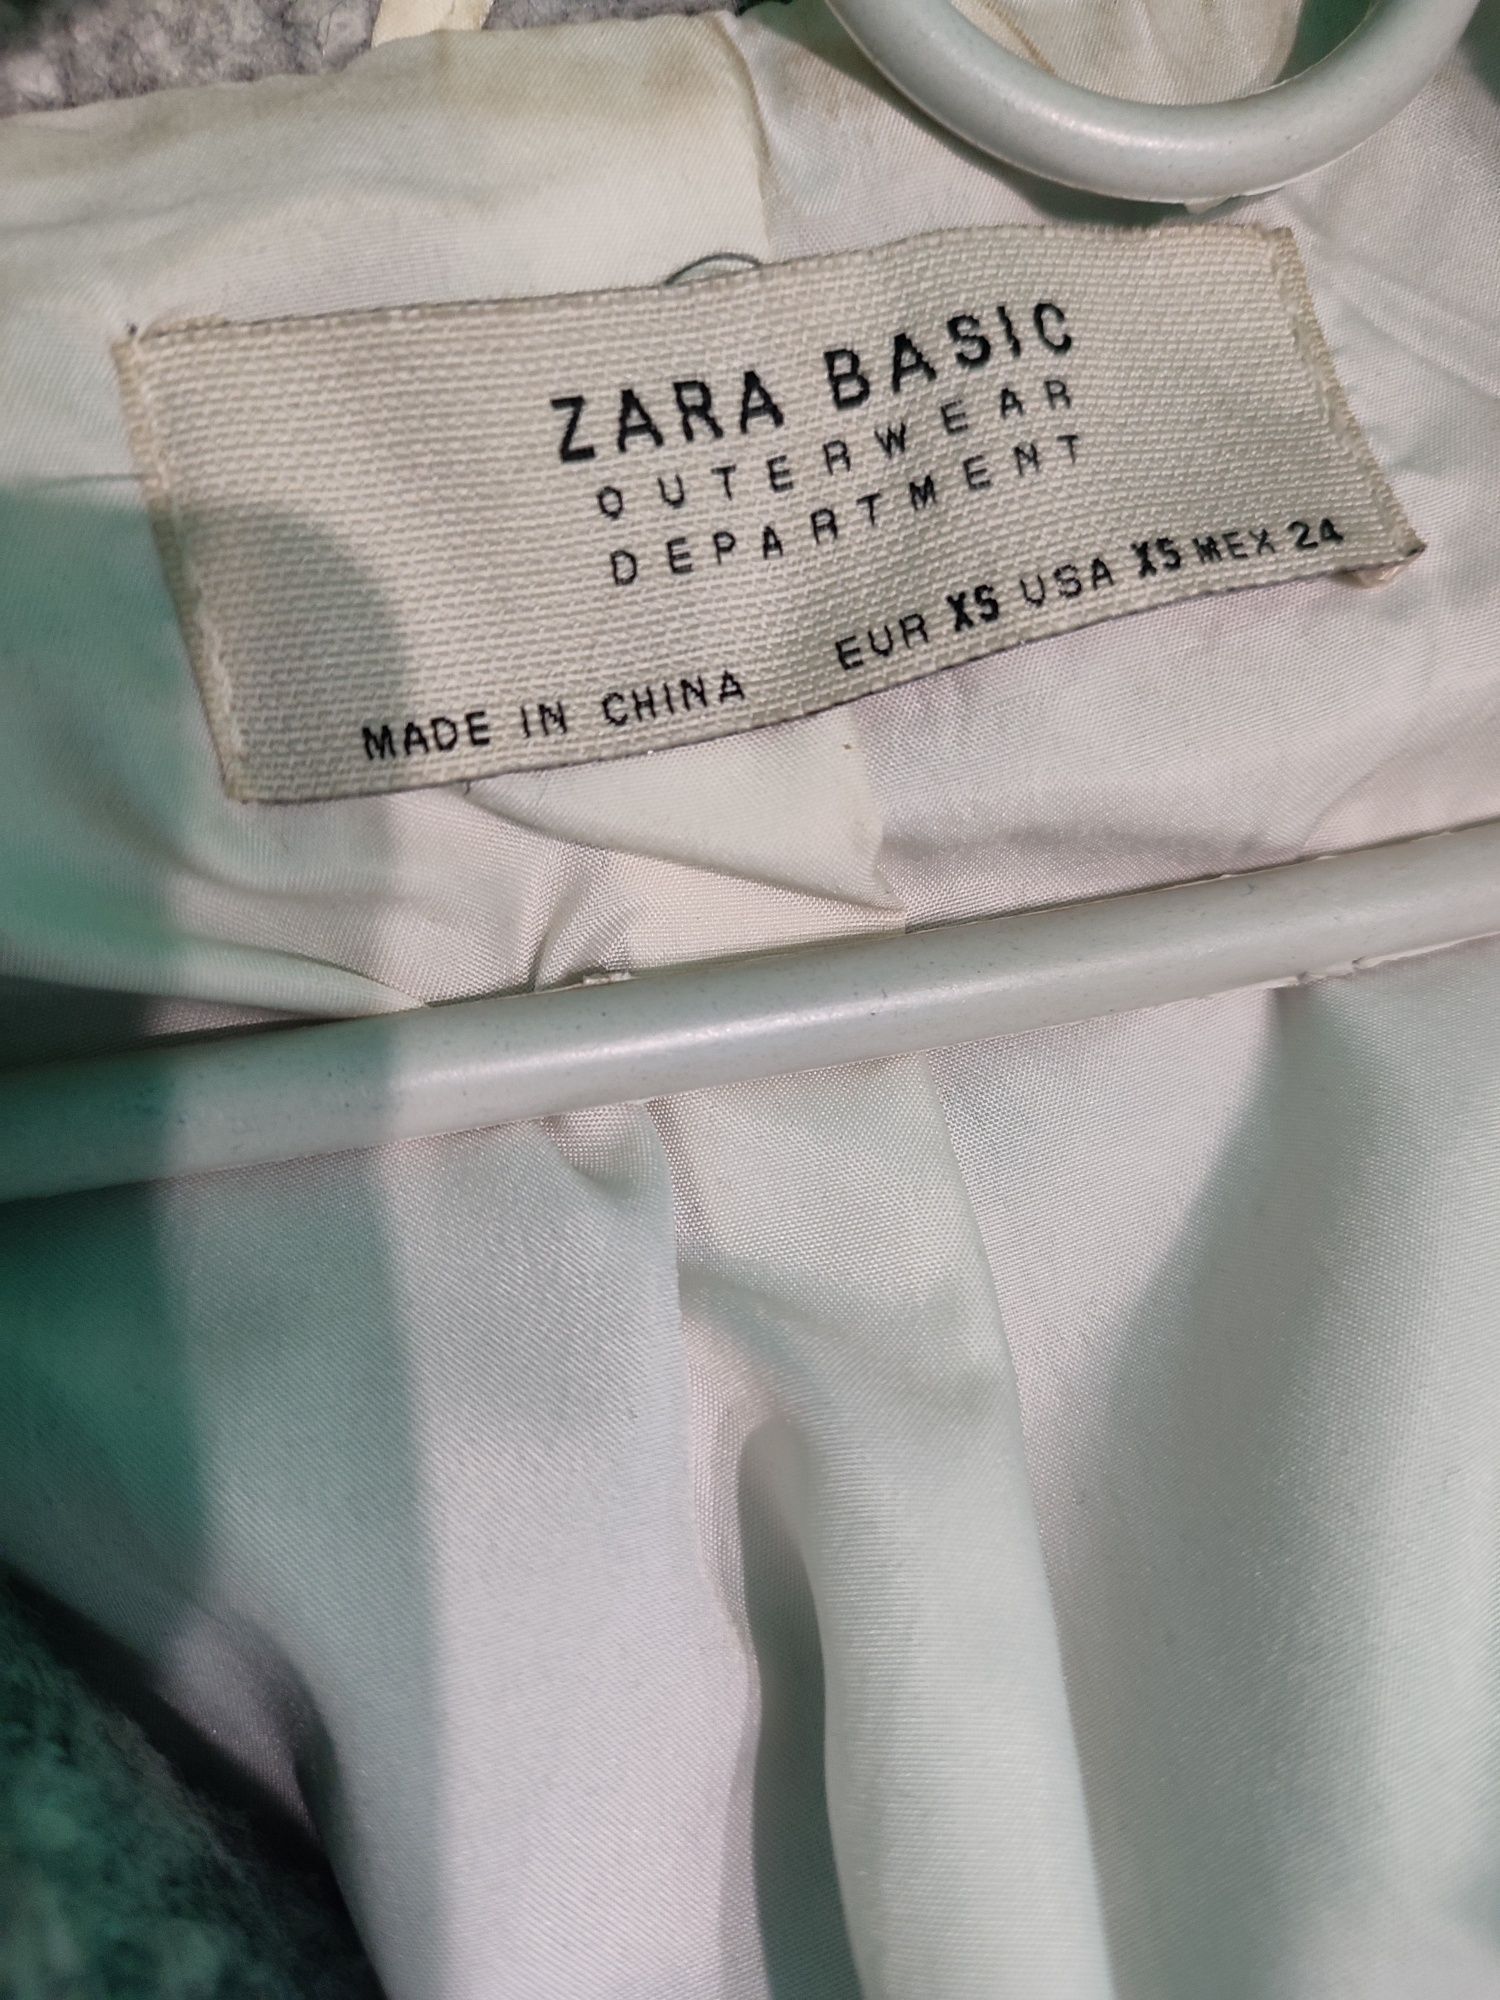 ZARA BASIC
OUTERWEAR
DEPARTMENT
MADE IN CHINA EUR XS USA XS MEX 24